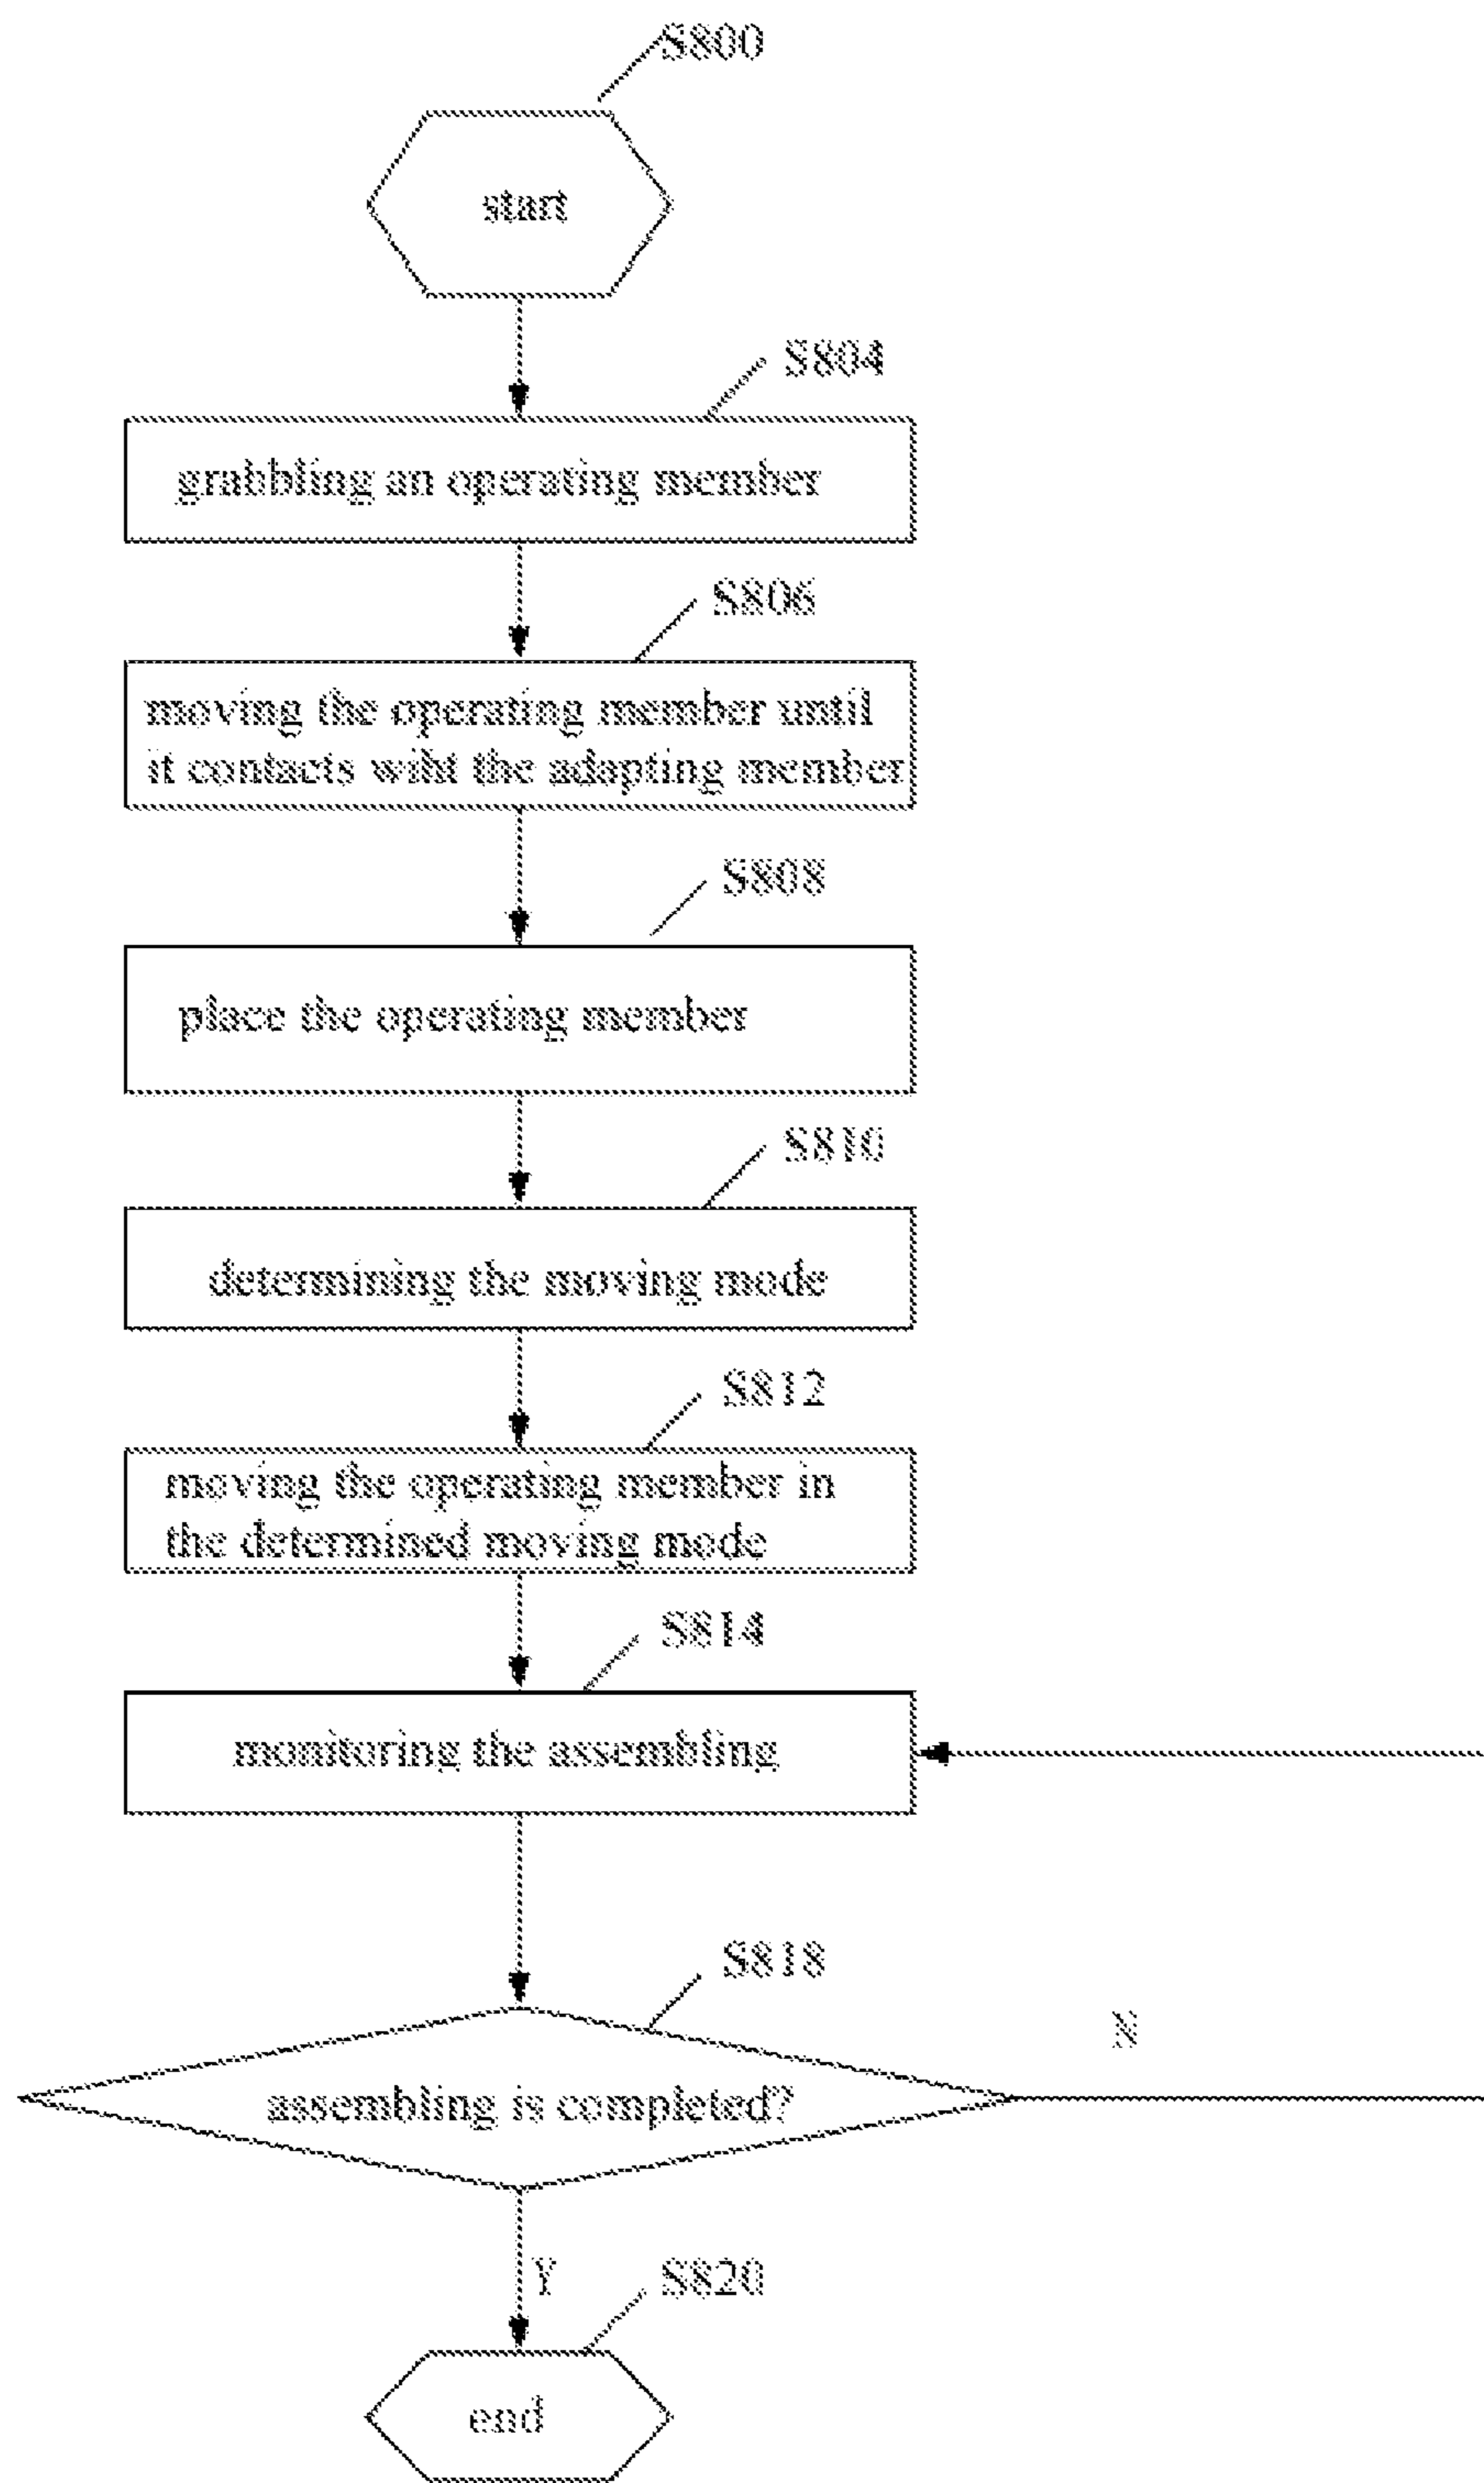 S800
start
S804
grabbling an operating member
S806
moving the operating member until
it contacts wiht the adapting member
S808
place the operating member
S810
determining the moving mode
S812
moving the operating member in
the determined moving mode
S814
monitoring the assembling
S818
N
assembling is completed?
Y
S820
end